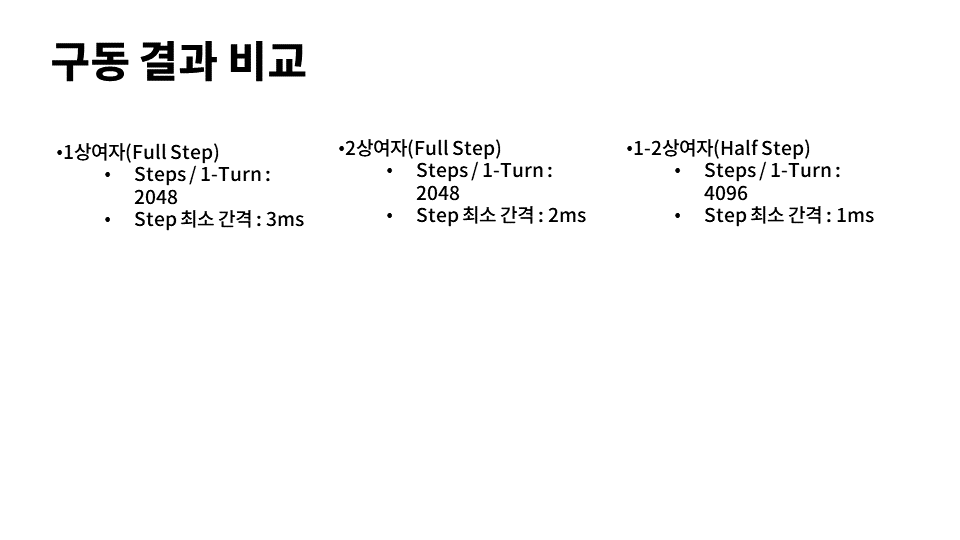 구동 결과 비교
•1상여자(Full Step)
• Steps / 1-Turn :
2048
• Step 최소 간격 : 3ms
•2상여자(Full Step)
• Steps / 1-Turn :
2048
• Step 최소 간격 : 2ms
•1-2상여자(Half Step)
• Steps / 1-Turn :
4096
• Step 최소 간격 : 1ms